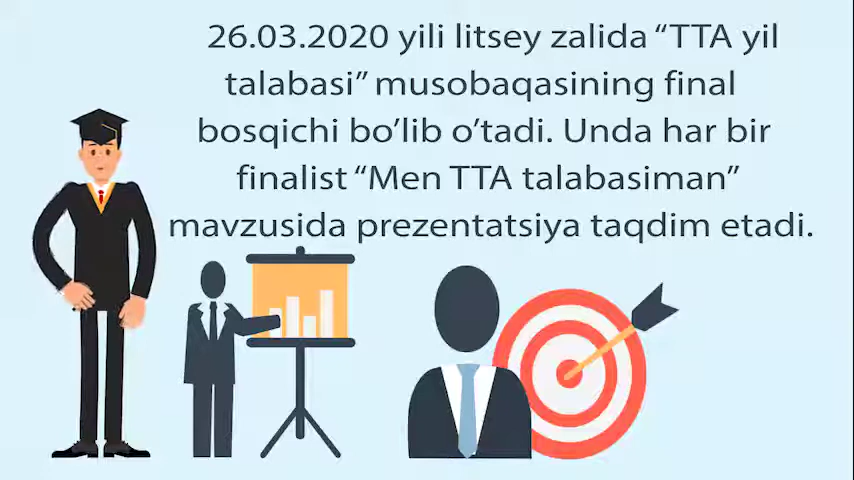 26.03.2020 yili litsey zalida “TTA yil
talabasi” musobaqasining final
bosqichi bo’lib o’tadi. Unda har bir
finalist “Men TTA talabasiman”
mavzusida prezentatsiya taqdim etadi.